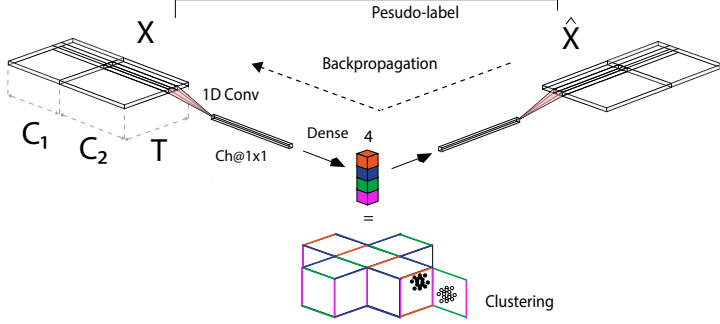 Pesudo-label
X
X̂
Backpropagation
1D Conv
C₁
C₂
T
Dense
4
Ch@1x1
=
Clustering